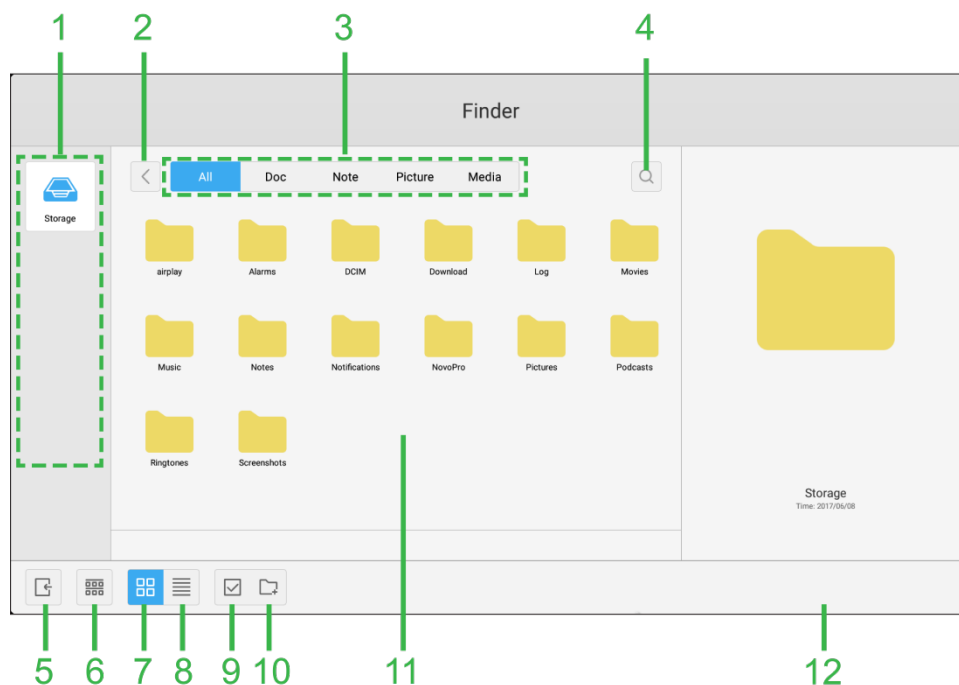 1 2 3 4
Finder
All Doc Note Picture Media
Storage
airplay Alarms DCIM Download Log Movies
Music Notes Notifications NovoPro Pictures Podcasts
Ringtones Screenshots
Storage
Time: 2017/06/08
5 6 7 8 9 10 11 12